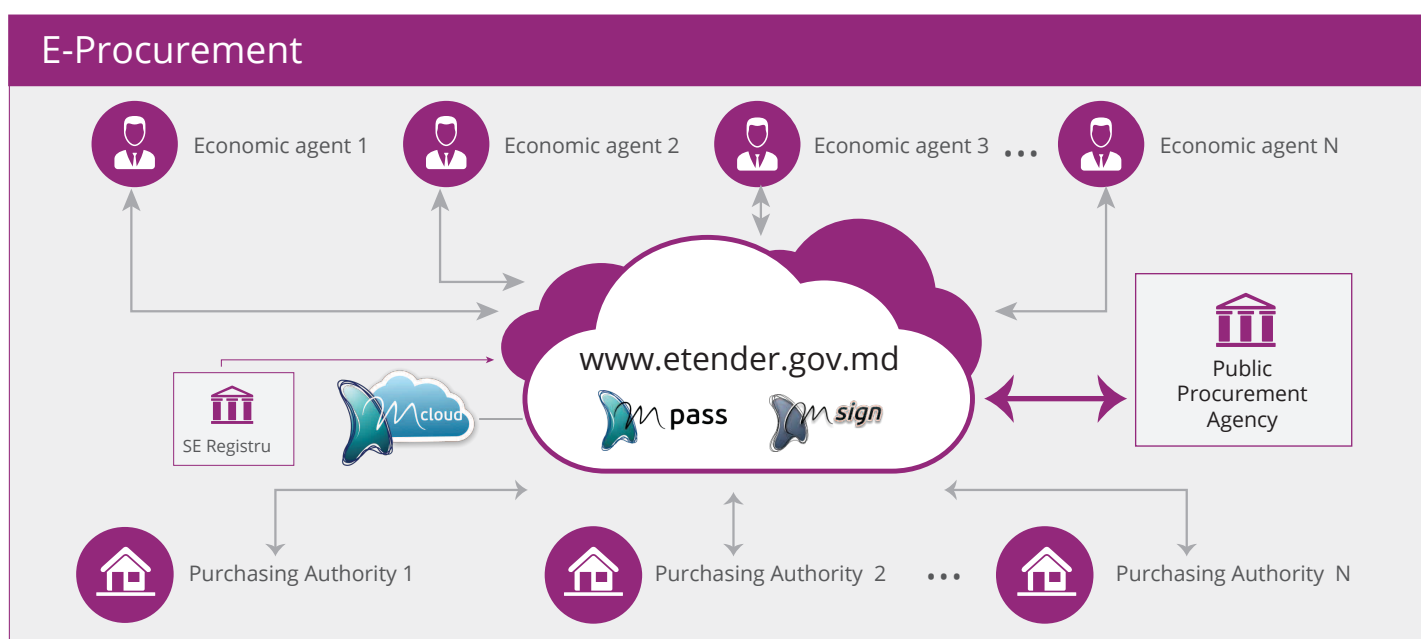 E-Procurement
Economic agent 1
Economic agent 2
Economic agent 3
...
Economic agent N
www.etender.gov.md
M pass
M sign
M cloud
SE Registru
Public
Procurement
Agency
Purchasing Authority 1
Purchasing Authority 2
...
Purchasing Authority N